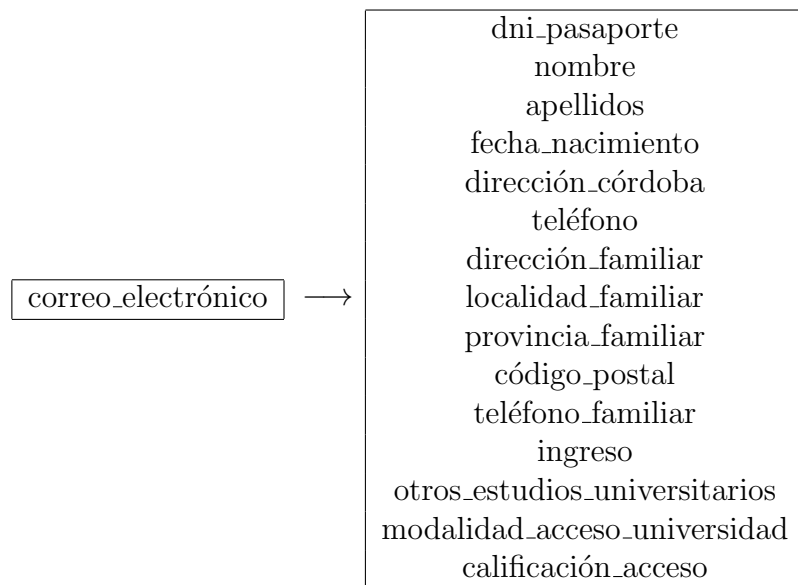 correo_electrónico →
dni_pasaporte
nombre
apellidos
fecha_nacimiento
dirección_córdoba
teléfono
dirección_familiar
localidad_familiar
provincia_familiar
código_postal
teléfono_familiar
ingreso
otros_estudios_universitarios
modalidad_acceso_universidad
calificación_acceso